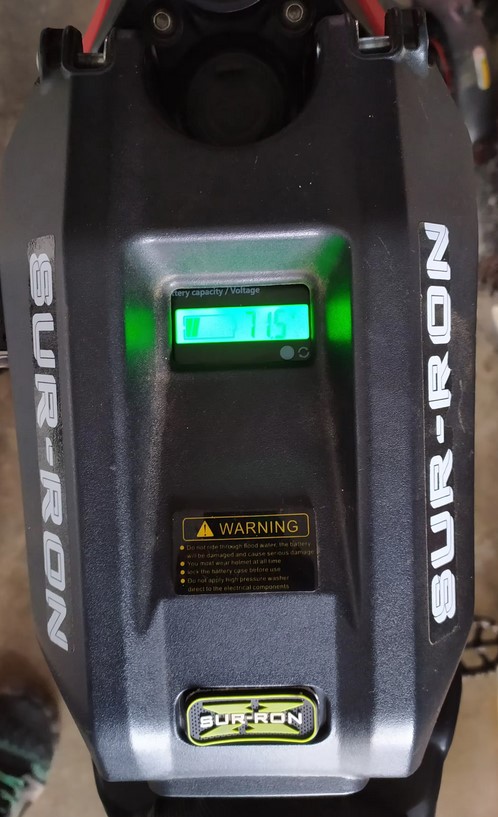 ttery capacity / Voltage
71.5
SUR-RON
SUR-RON
WARNING
Do not ride through flood water, the battery
will be damaged and cause serious damage
You must wear helmet at all time
lock the battery case before use
Do not apply high pressure washer
direct to the electrical components
SUR-RON